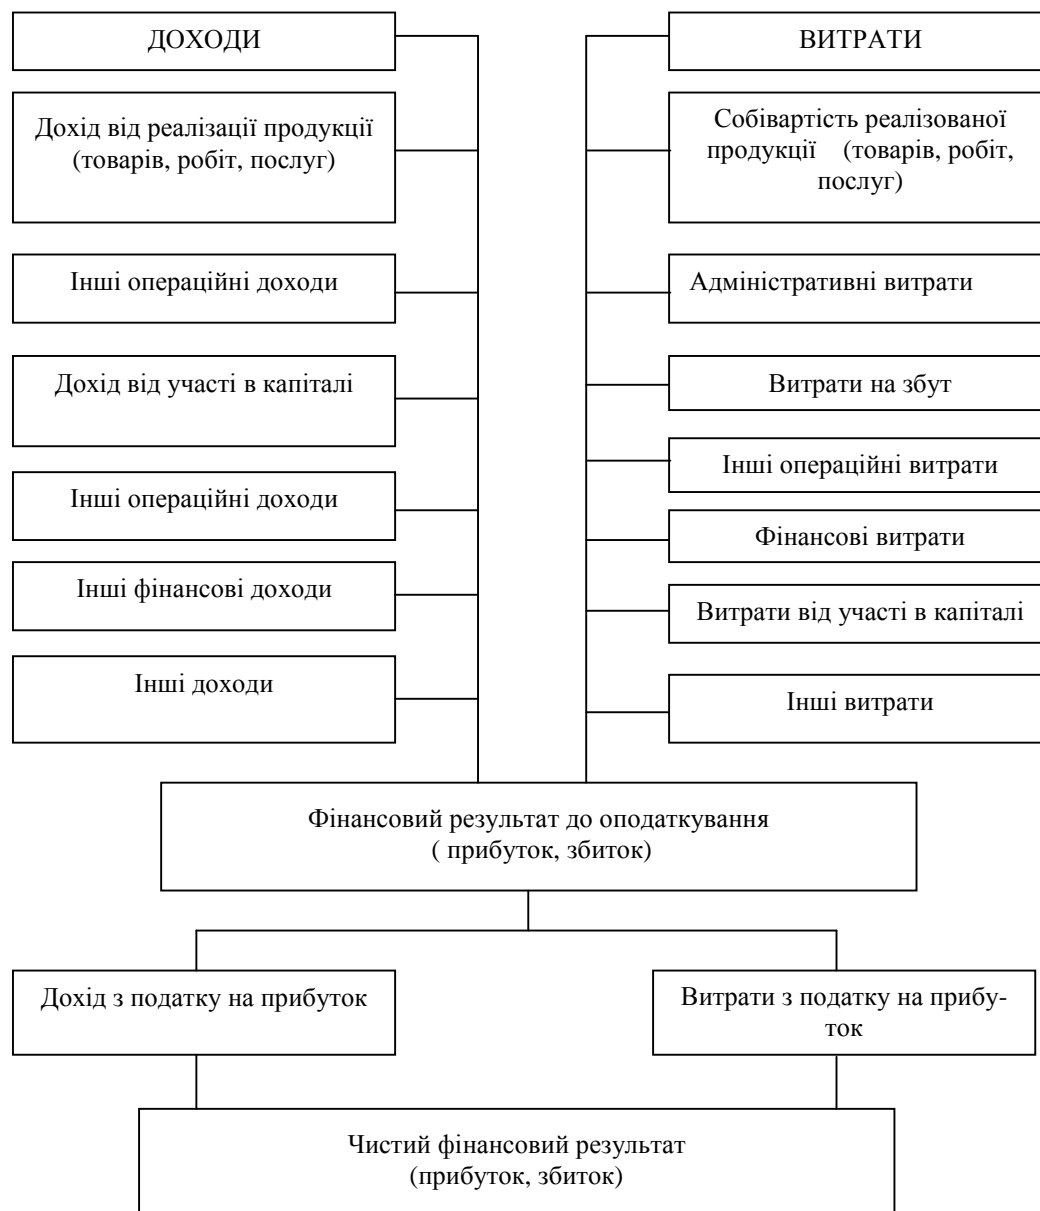 ДОХОДИ
Дохід від реалізації продукції
(товарів, робіт, послуг)
Інші операційні доходи
Дохід від участі в капіталі
Інші операційні доходи
Інші фінансові доходи
Інші доходи
ВИТРАТИ
Собівартість реалізованої
продукції (товарів, робіт,
послуг)
Адміністративні витрати
Витрати на збут
Інші операційні витрати
Фінансові витрати
Витрати від участі в капіталі
Інші витрати
Фінансовий результат до оподаткування
( прибуток, збиток)
Дохід з податку на прибуток
Витрати з податку на прибу-
ток
Чистий фінансовий результат
(прибуток, збиток)